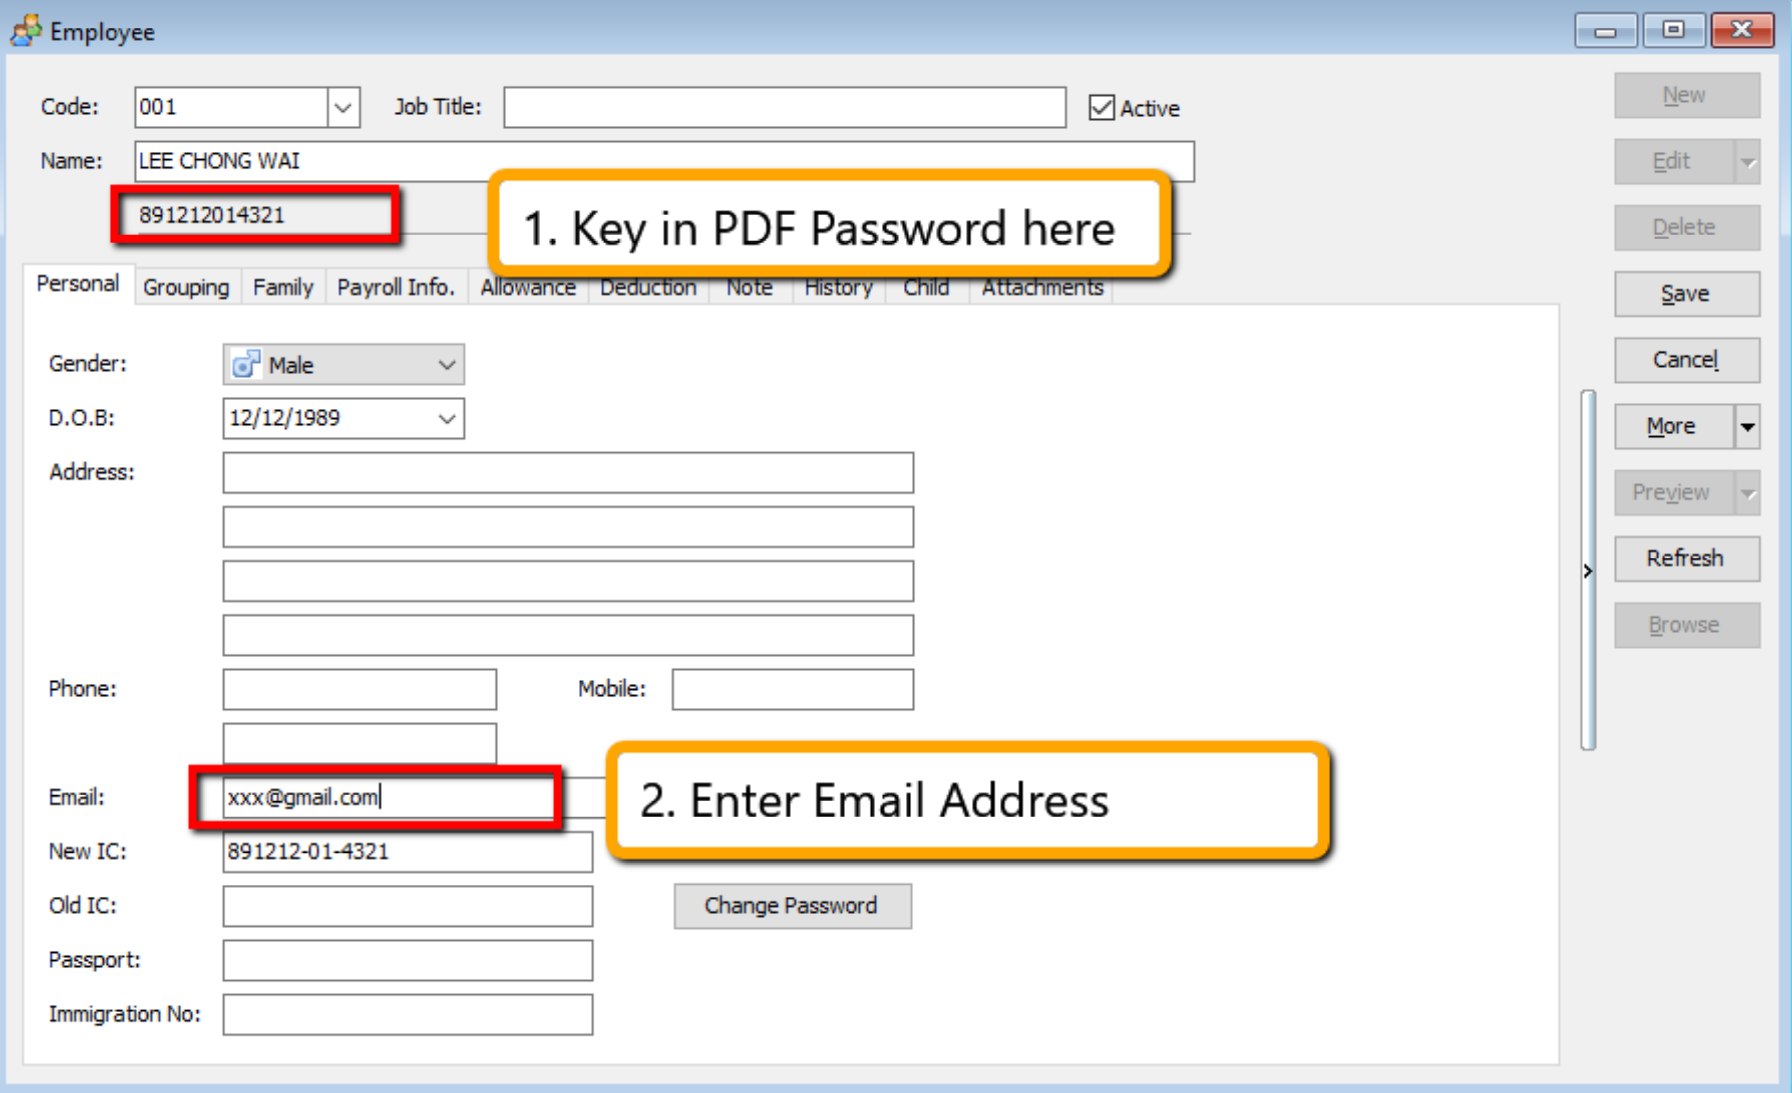 Employee
Code: 001 Job Title: Active
Name: LEE CHONG WAI
891212014321
1. Key in PDF Password here
Personal Grouping Family Payroll Info. Allowance Deduction Note History Child Attachments
Gender: Male
D.O.B: 12/12/1989
Address:
Phone: Mobile:
Email: xxx@gmail.com
2. Enter Email Address
New IC: 891212-01-4321
Old IC: Change Password
Passport:
Immigration No:
New
Edit
Delete
Save
Cancel
More
Preview
Refresh
Browse